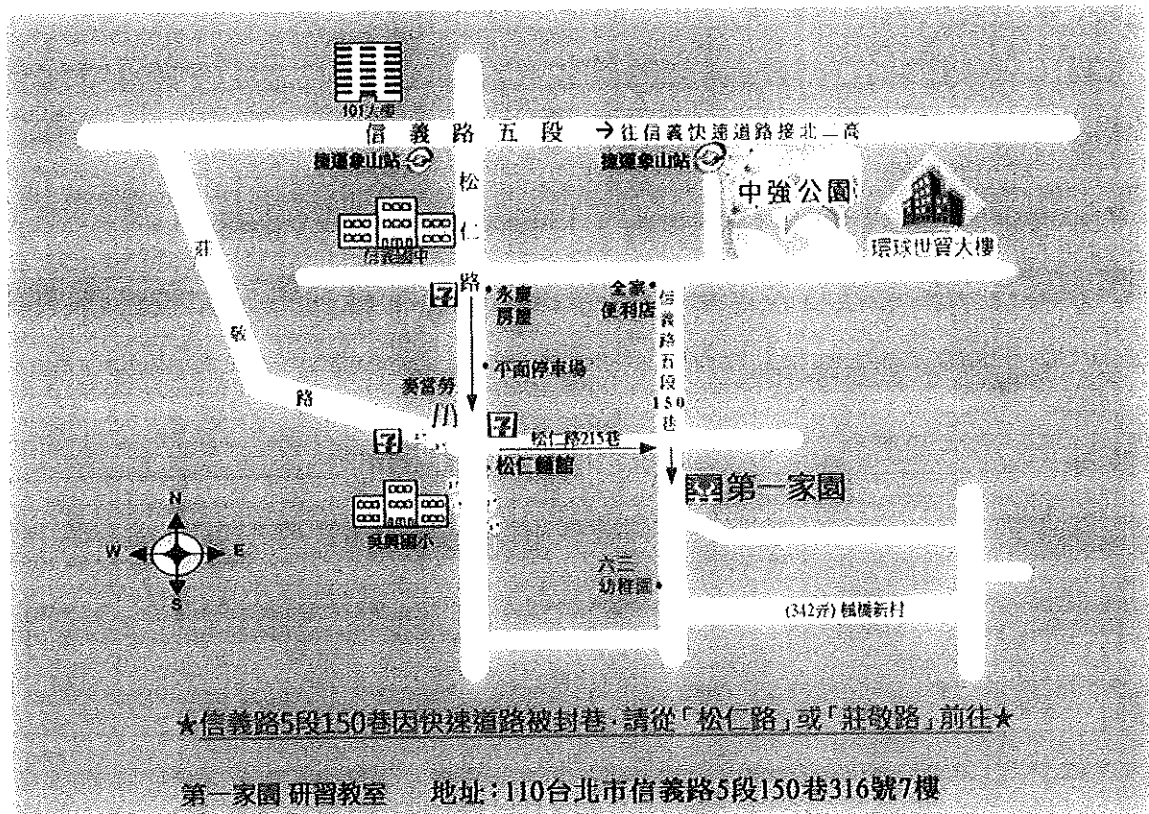 101大樓
信義路五段 →往信義快速道路接北二高
捷運象山站
捷運象山站
中強公園
環球世貿大樓
松仁路
信義國中
莊敬路
7
永慶
房屋
全家
便利店
信義路五段150巷
平面停車場
麥當勞
7
7
松仁路215巷
松仁麵館
第一家園
吳興國小
N
W
E
S
六三
幼稚園
(342弄) 楓橋新村
★信義路5段150巷因快速道路被封巷,請從「松仁路」或「莊敬路」前往★
第一家園 研習教室 地址:110台北市信義路5段150巷316號7樓